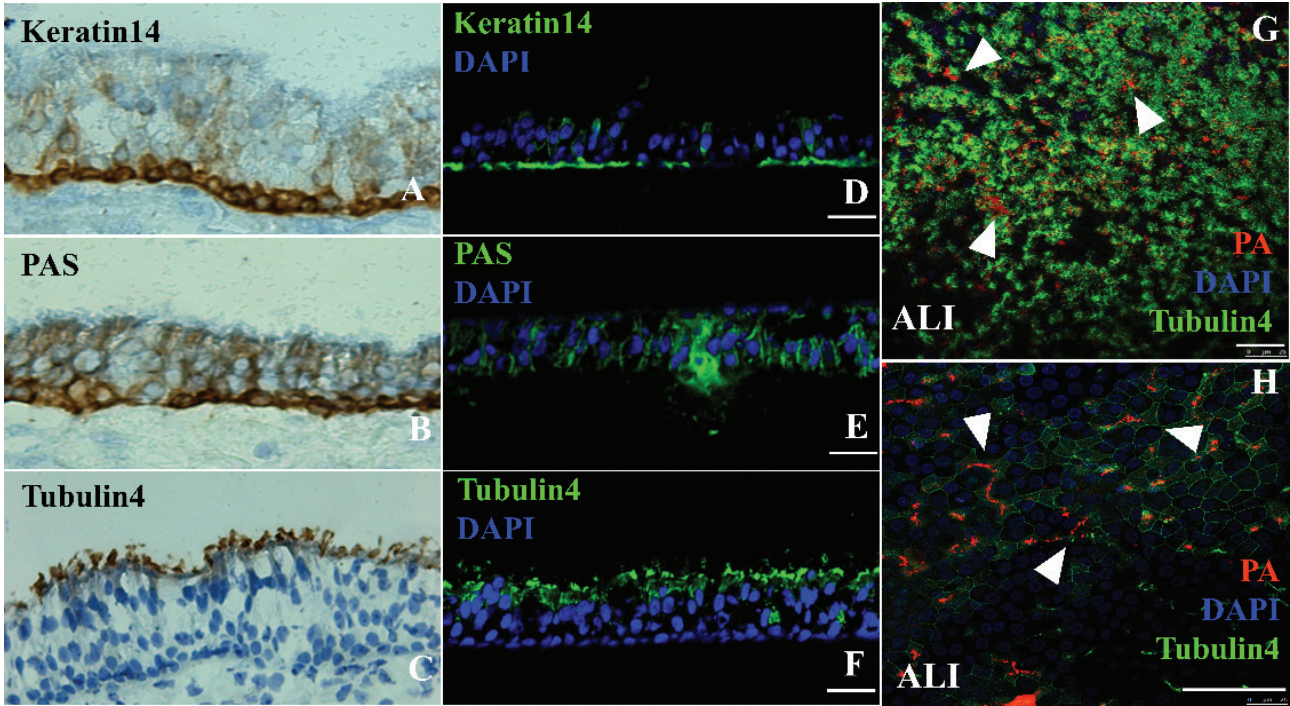 Keratin14
A
PAS
B
Tubulin4
C
Keratin14
DAPI
D
PAS
DAPI
E
Tubulin4
DAPI
F
G
PA
DAPI
ALI
Tubulin4
H
PA
DAPI
ALI
Tubulin4